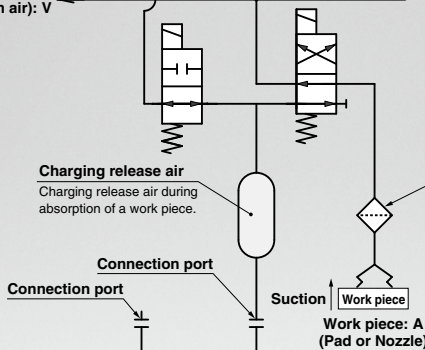 n air): V
Charging release air
Charging release air during
absorption of a work piece.
Connection port
Connection port
Suction
Work piece
Work piece: A
(Pad or Nozzle)